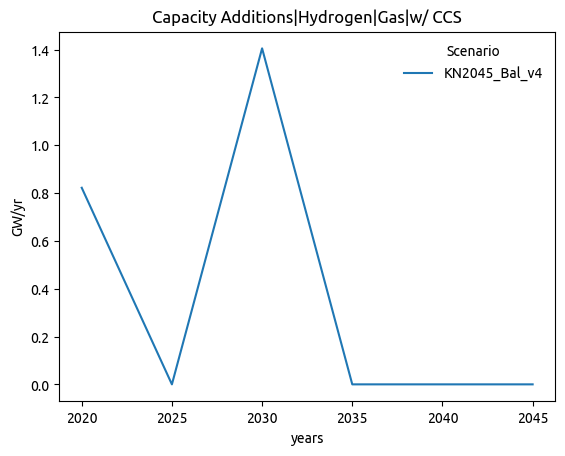 Capacity Additions|Hydrogen|Gas|w/ CCS
Scenario
KN2045_Bal_v4
GW/yr
1.4
1.2
1.0
0.8
0.6
0.4
0.2
0.0
2020 2025 2030 2035 2040 2045
years